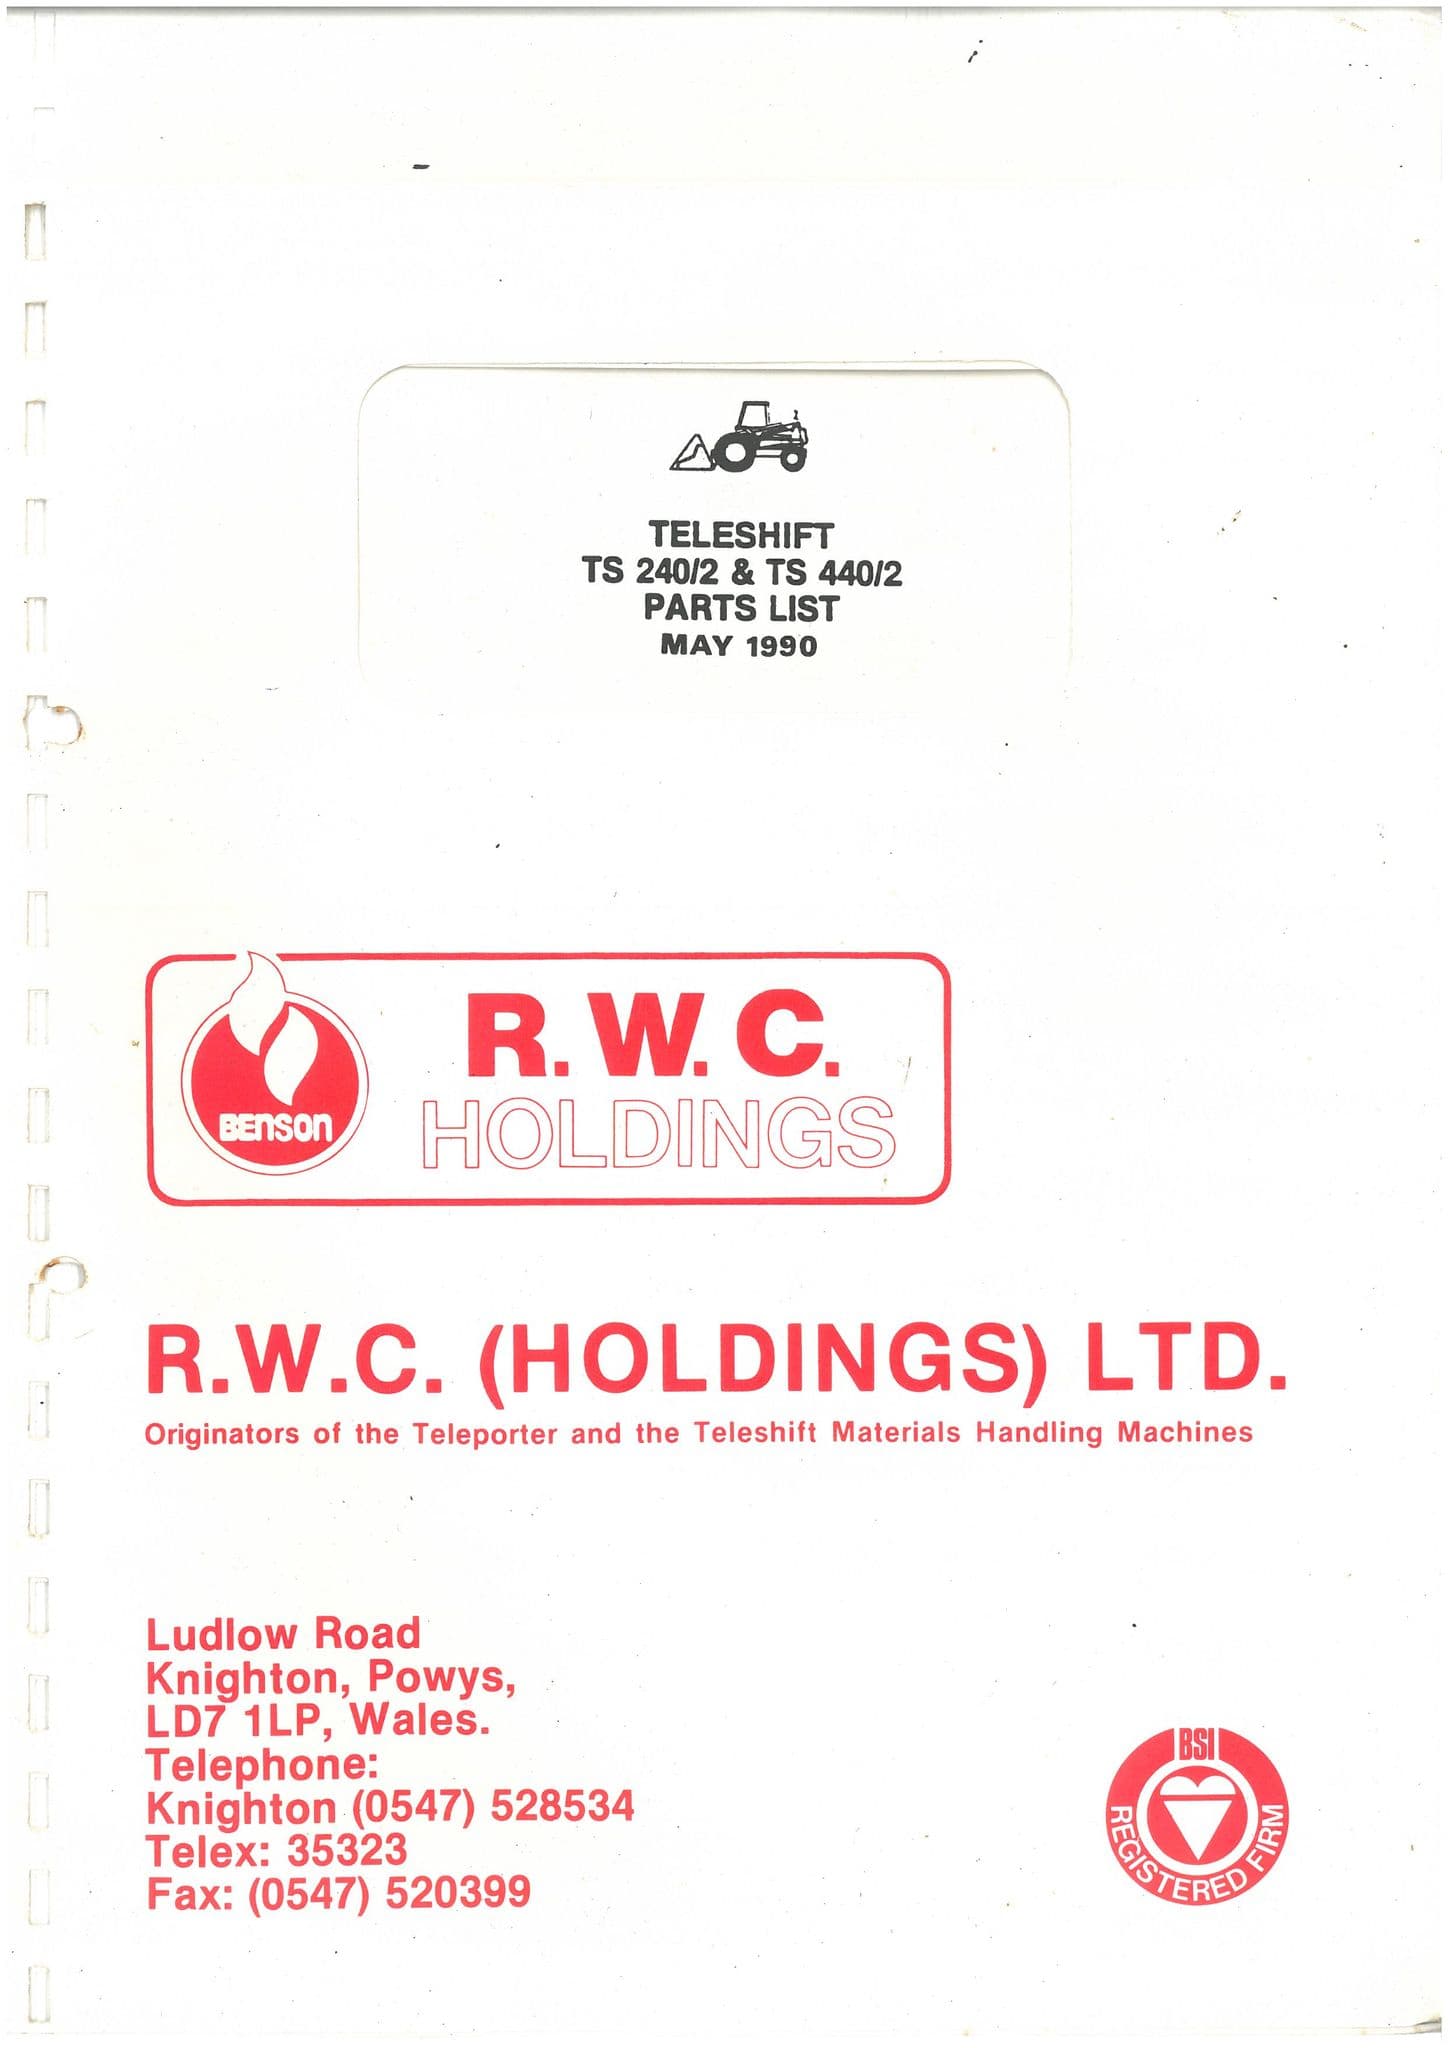 TELESHIFT
TS 240/2 & TS 440/2
PARTS LIST
MAY 1990
BENSON
R.W.C.
HOLDINGS
R.W.C. (HOLDINGS) LTD.
Originators of the Teleporter and the Teleshift Materials Handling Machines
Ludlow Road
Knighton, Powys,
LD7 1LP, Wales.
Telephone:
Knighton (0547) 528534
Telex: 35323
Fax: (0547) 520399
BSI
REGISTERED FIRM